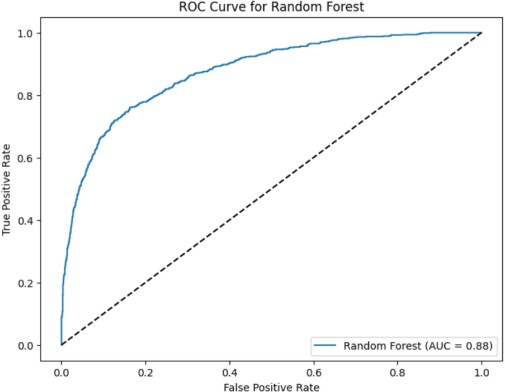 ROC Curve for Random Forest
True Positive Rate
1.0
0.8
0.6
0.4
0.2
0.0
Random Forest (AUC = 0.88)
0.0 0.2 0.4 0.6 0.8 1.0
False Positive Rate